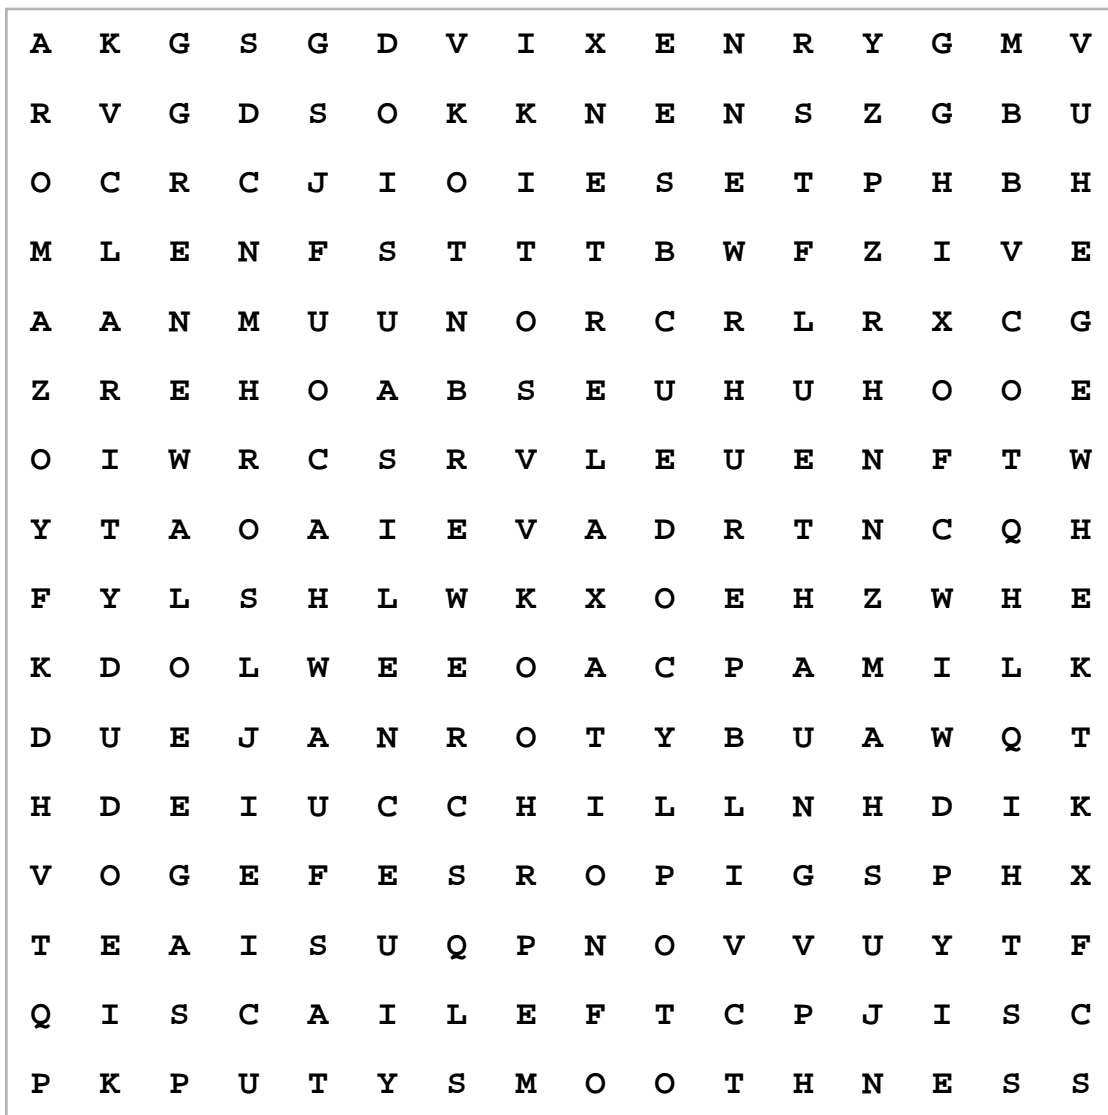 A K G S G D V I X E N R Y G M V
R V G D S O K K N E N S Z G B U
O C R C J I O I E S E T P H B H
M L E N F S T T T B W F Z I V E
A A N M U U N O R C R L R X C G
Z R E H O A B S E U H U H O O E
O I W R C S R V L E U E N F T W
Y T A O A I E V A D R T N C Q H
F Y L S H L W K X O E H Z W H E
K D O L W E E O A C P A M I L K
D U E J A N R O T Y B U A W Q T
H D E I U C C H I L L N H D I K
V O G E F E S R O P I G S P H X
T E A I S U Q P N O V V U Y T F
Q I S C A I L E F T C P J I S C
P K P U T Y S M O O T H N E S S